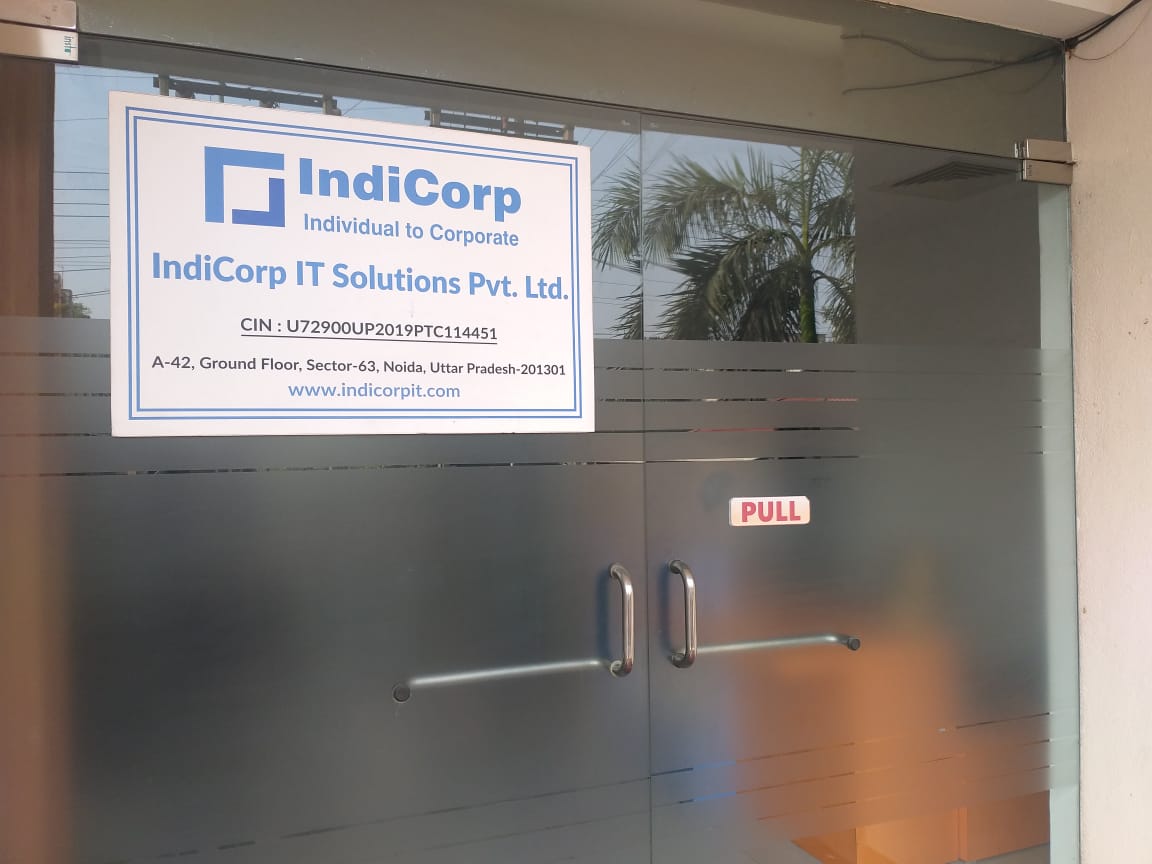 IndiCorp
Individual to Corporate
IndiCorp IT Solutions Pvt. Ltd.
CIN : U72900UP2019PTC114451
A-42, Ground Floor, Sector-63, Noida, Uttar Pradesh-201301
www.indicorpit.com
PULL